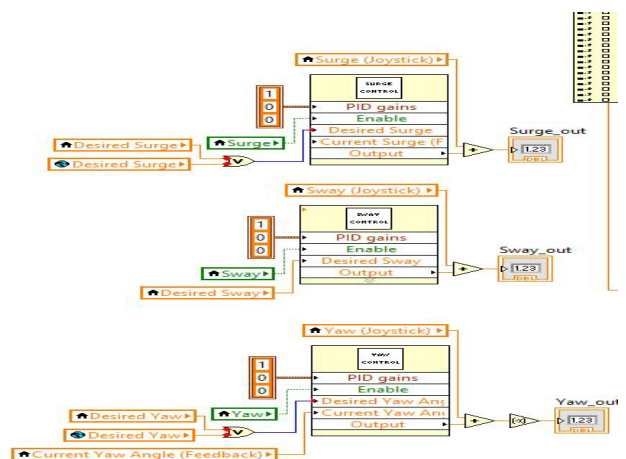 Surge (Joystick)
SURGE
CONTROL
1
0
0
PID gains
Enable
Surge
Desired Surge
Desired Surge
V
Desired Surge
Current Surge (F
Output
Surge_out
1.23
DBL
Sway (Joystick)
SWAY
CONTROL
1
0
0
PID gains
Enable
Sway
Desired Sway
Desired Sway
Output
Sway_out
1.23
DBL
Yaw (Joystick)
YAW
CONTROL
1
0
0
PID gains
Enable
Yaw
Desired Yaw
Desired Yaw
V
Desired Yaw Ang
Current Yaw Ang
Output
Current Yaw Angle (Feedback)
Yaw_out
1.23
DBL